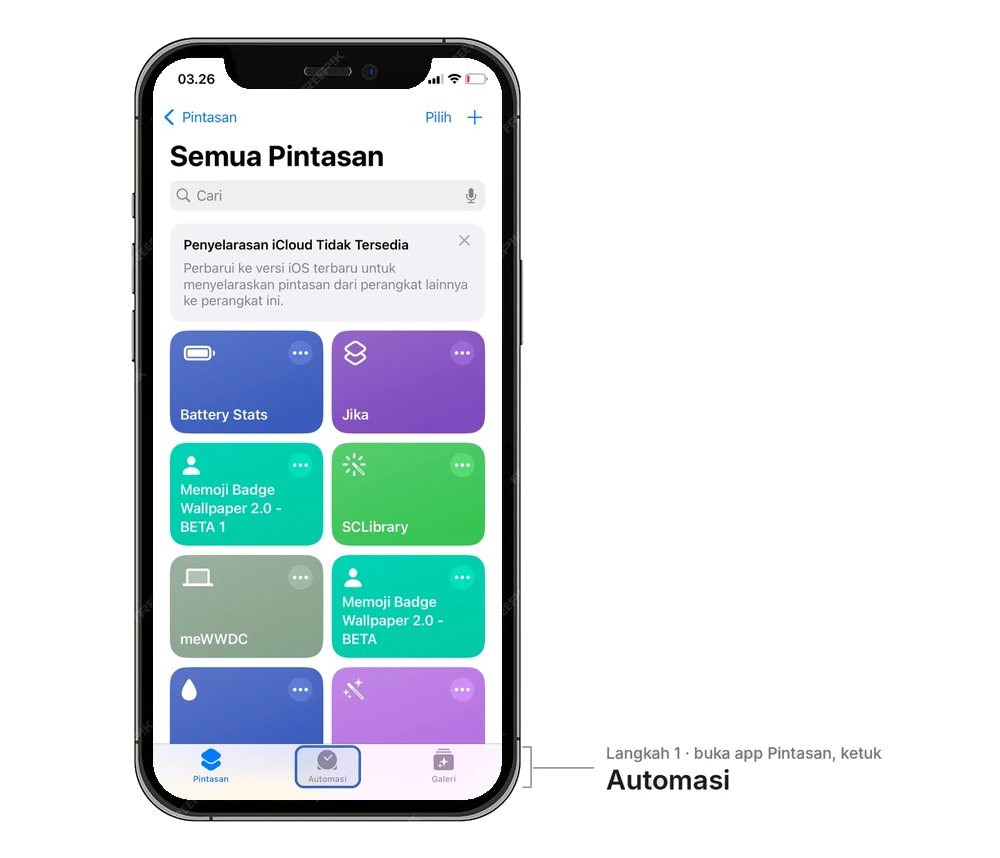 03.26
Pintasan
Pilih
Semua Pintasan
Cari
Penyelarasan iCloud Tidak Tersedia
Perbarui ke versi iOS terbaru untuk
menyelaraskan pintasan dari perangkat lainnya
ke perangkat ini.
Battery Stats
Jika
Memoji Badge
Wallpaper 2.0 -
BETA 1
SCLibrary
meWWDC
Memoji Badge
Wallpaper 2.0 -
BETA
Pintasan
Automasi
Galeri
Langkah 1 · buka app Pintasan, ketuk
Automasi